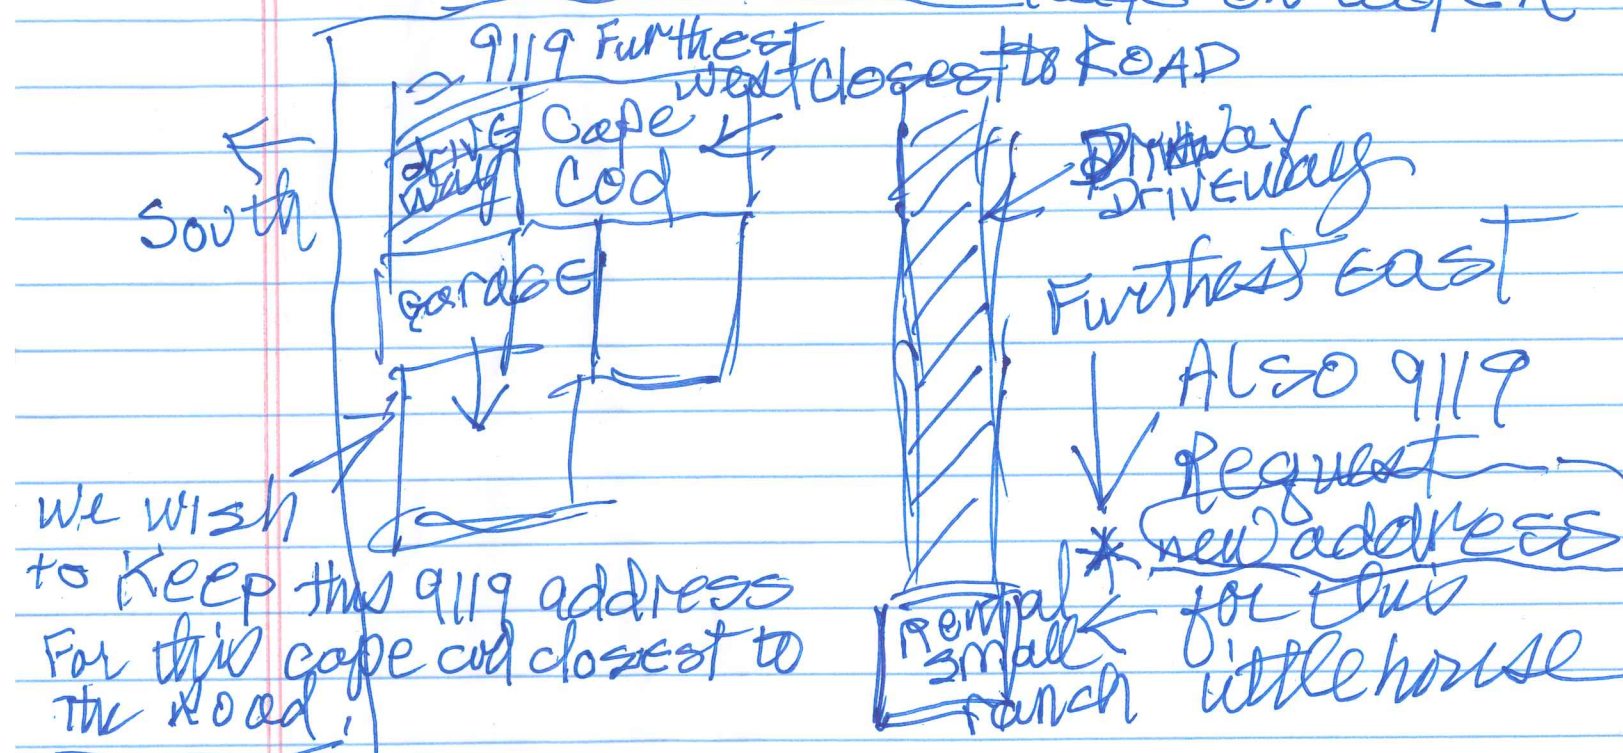 9119 Furthest
west closest to ROAD
Cape
Cod
drive
way
South
garage
Driveway
DRIVEway
Furthest East
Also 9119
Request
new address
for this
little house
Rental
small
ranch
We wish
to Keep this 9119 address
For this cape cod closest to
The Road!